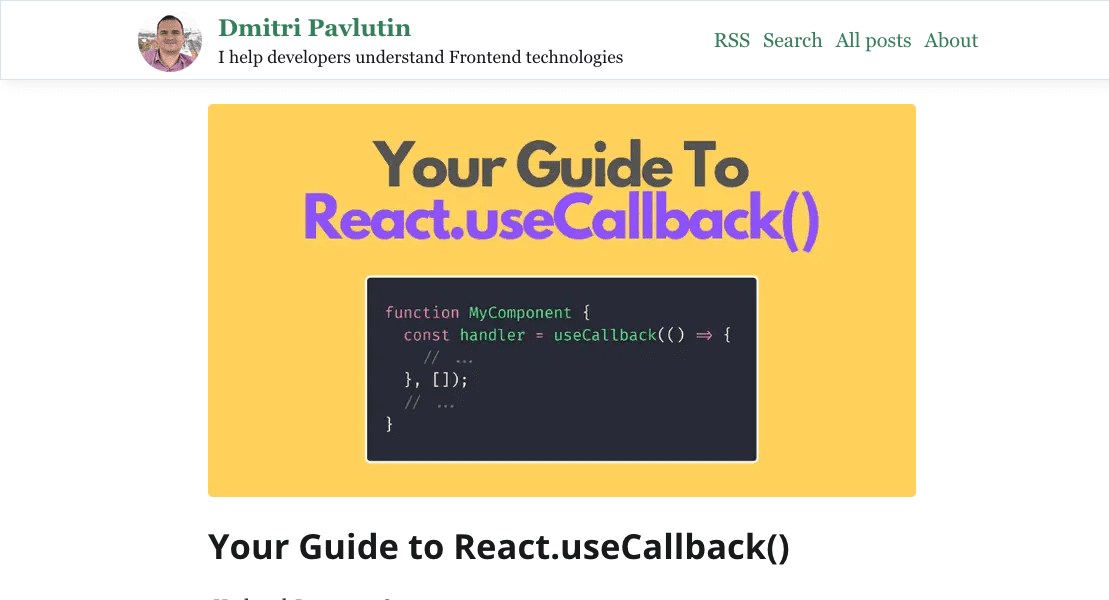 Dmitri Pavlutin
I help developers understand Frontend technologies
RSS Search All posts About
Your Guide To
React.useCallback()
function MyComponent {
const handler = useCallback(() => {
// ...
}, []);
// ...
}
Your Guide to React.useCallback()